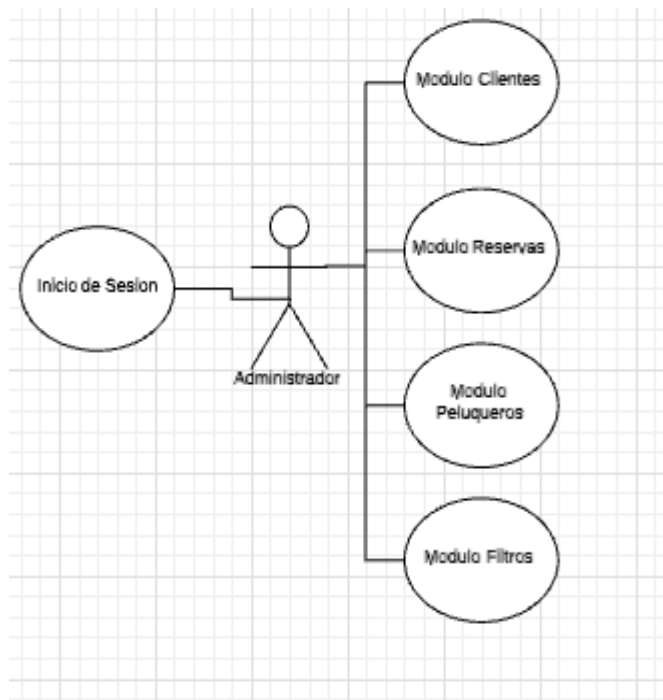 Modulo Clientes
Modulo Reservas
Inicio de Sesion
Administrador
Modulo
Peluqueros
Modulo Filtros